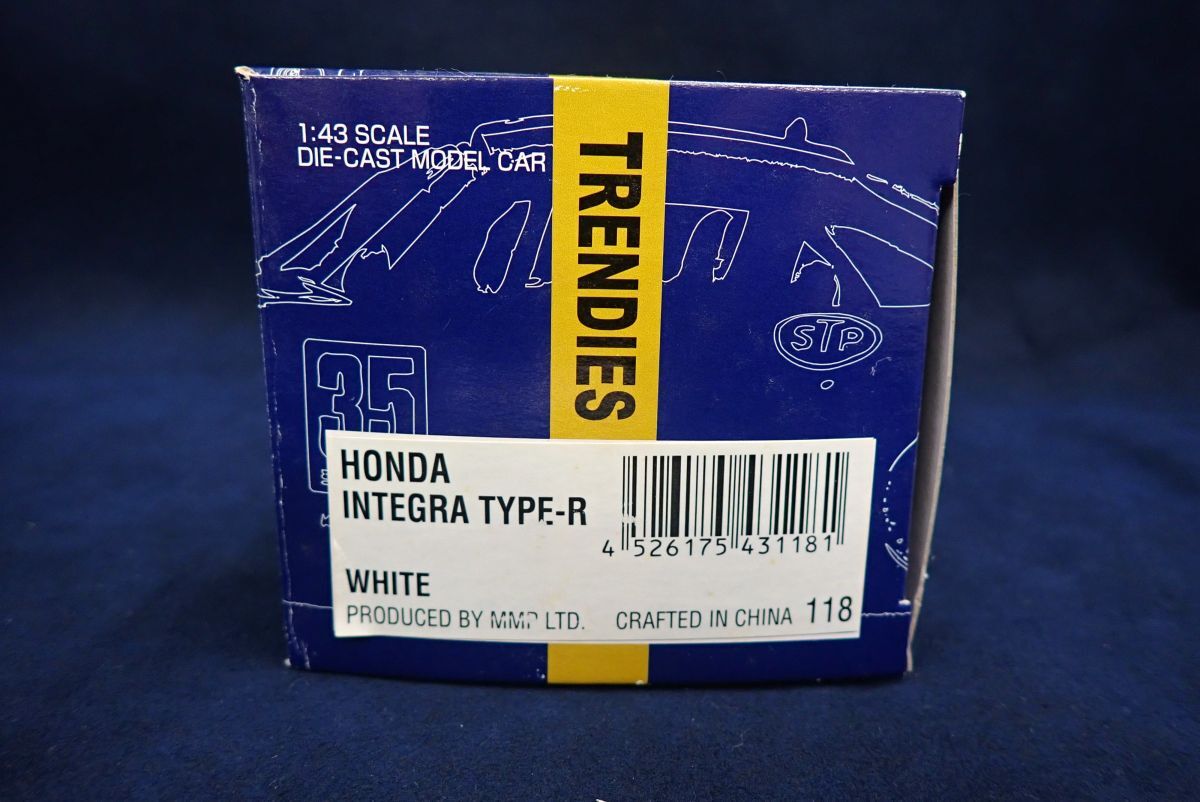 1:43 SCALE
DIE-CAST MODEL CAR
TRENDIES
STP
35
HONDA
INTEGRA TYPE-R
4 526175 431181
WHITE
PRODUCED BY MMP LTD. CRAFTED IN CHINA 118